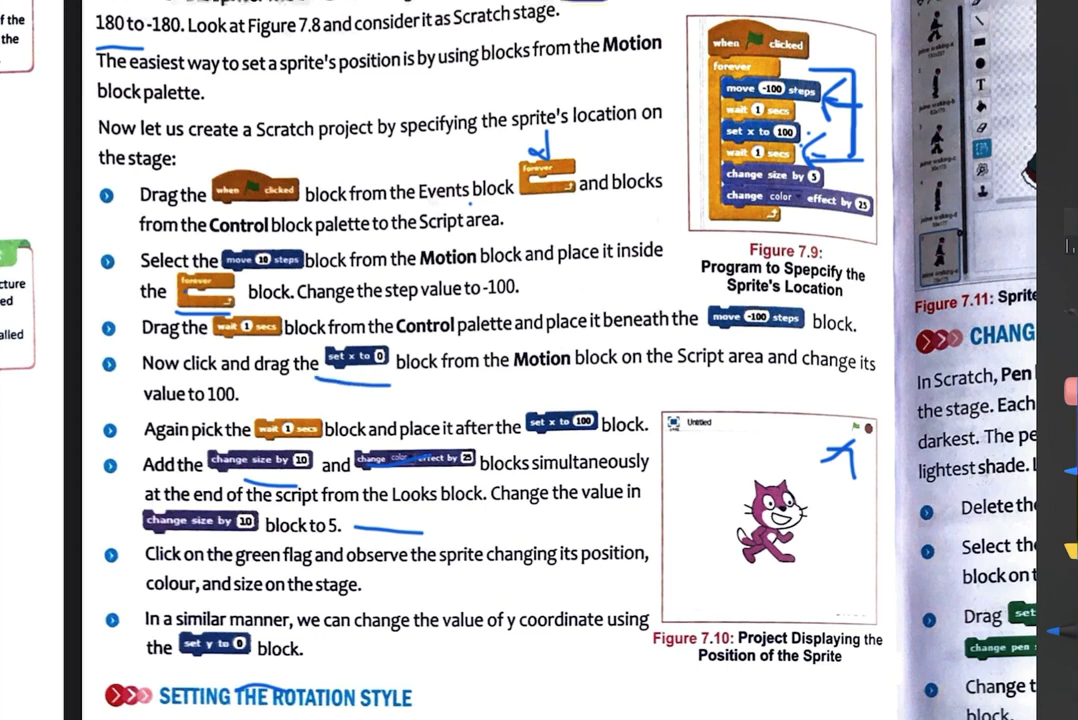 f the
the
cture
ed
alled
180 to -180. Look at Figure 7.8 and consider it as Scratch stage.
The easiest way to set a sprite's position is by using blocks from the Motion
block palette.
Now let us create a Scratch project by specifying the sprite's location on
the stage:
Drag the when clicked block from the Events block forever and blocks
from the Control block palette to the Script area.
Select the move 10 steps block from the Motion block and place it inside
the forever block. Change the step value to -100.
Drag the wait 1 secs block from the Control palette and place it beneath the move -100 steps block.
Now click and drag the set x to 0 block from the Motion block on the Script area and change its
value to 100.
Again pick the wait 1 secs block and place it after the set x to 100 block.
Add the change size by 10 and change color effect by 25 blocks simultaneously
at the end of the script from the Looks block. Change the value in
change size by 10 block to 5.
Click on the green flag and observe the sprite changing its position,
colour, and size on the stage.
In a similar manner, we can change the value of y coordinate using
the set y to 0 block.
SETTING THE ROTATION STYLE
when clicked
forever
move -100 steps
wait 1 secs
set x to 100
wait 1 secs
change size by 5
change color effect by 25
Figure 7.9:
Program to Spepcify the
Sprite's Location
Untitled
Figure 7.10: Project Displaying the
Position of the Sprite
T
Figure 7.11: Sprite
CHANG
In Scratch, Pen
the stage. Each
darkest. The pe
lightest shade.
Delete the
Select the
block on t
Drag set
change pen
Change t
block.